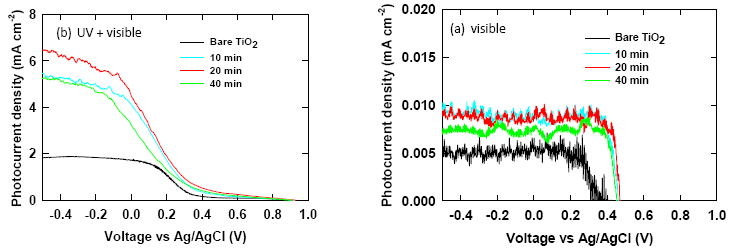 (b) UV + visible
Bare TiO2
10 min
20 min
40 min
Photocurrent density (mA cm-2)
8
6
4
2
0
-0.4 -0.2 0.0 0.2 0.4 0.6 0.8 1.0
Voltage vs Ag/AgCl (V)
(a) visible
Bare TiO2
10 min
20 min
40 min
Photocurrent density (mA cm-2)
0.020
0.015
0.010
0.005
0.000
-0.4 -0.2 0.0 0.2 0.4 0.6 0.8 1.0
Voltage vs Ag/AgCl (V)